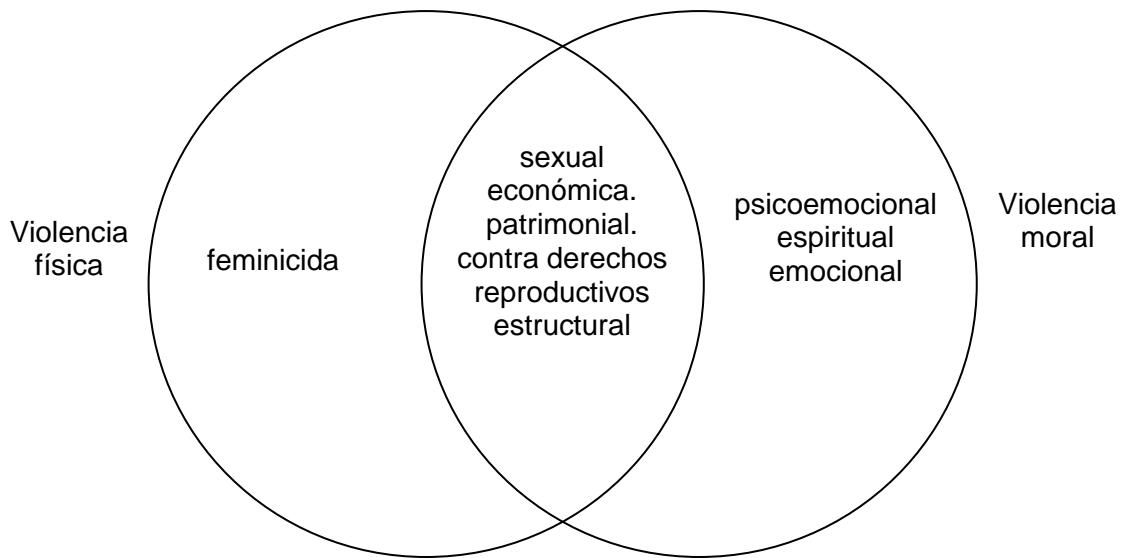 Violencia
física
feminicida
sexual
económica.
patrimonial.
contra derechos
reproductivos
estructural
psicoemocional
espiritual
emocional
Violencia
moral